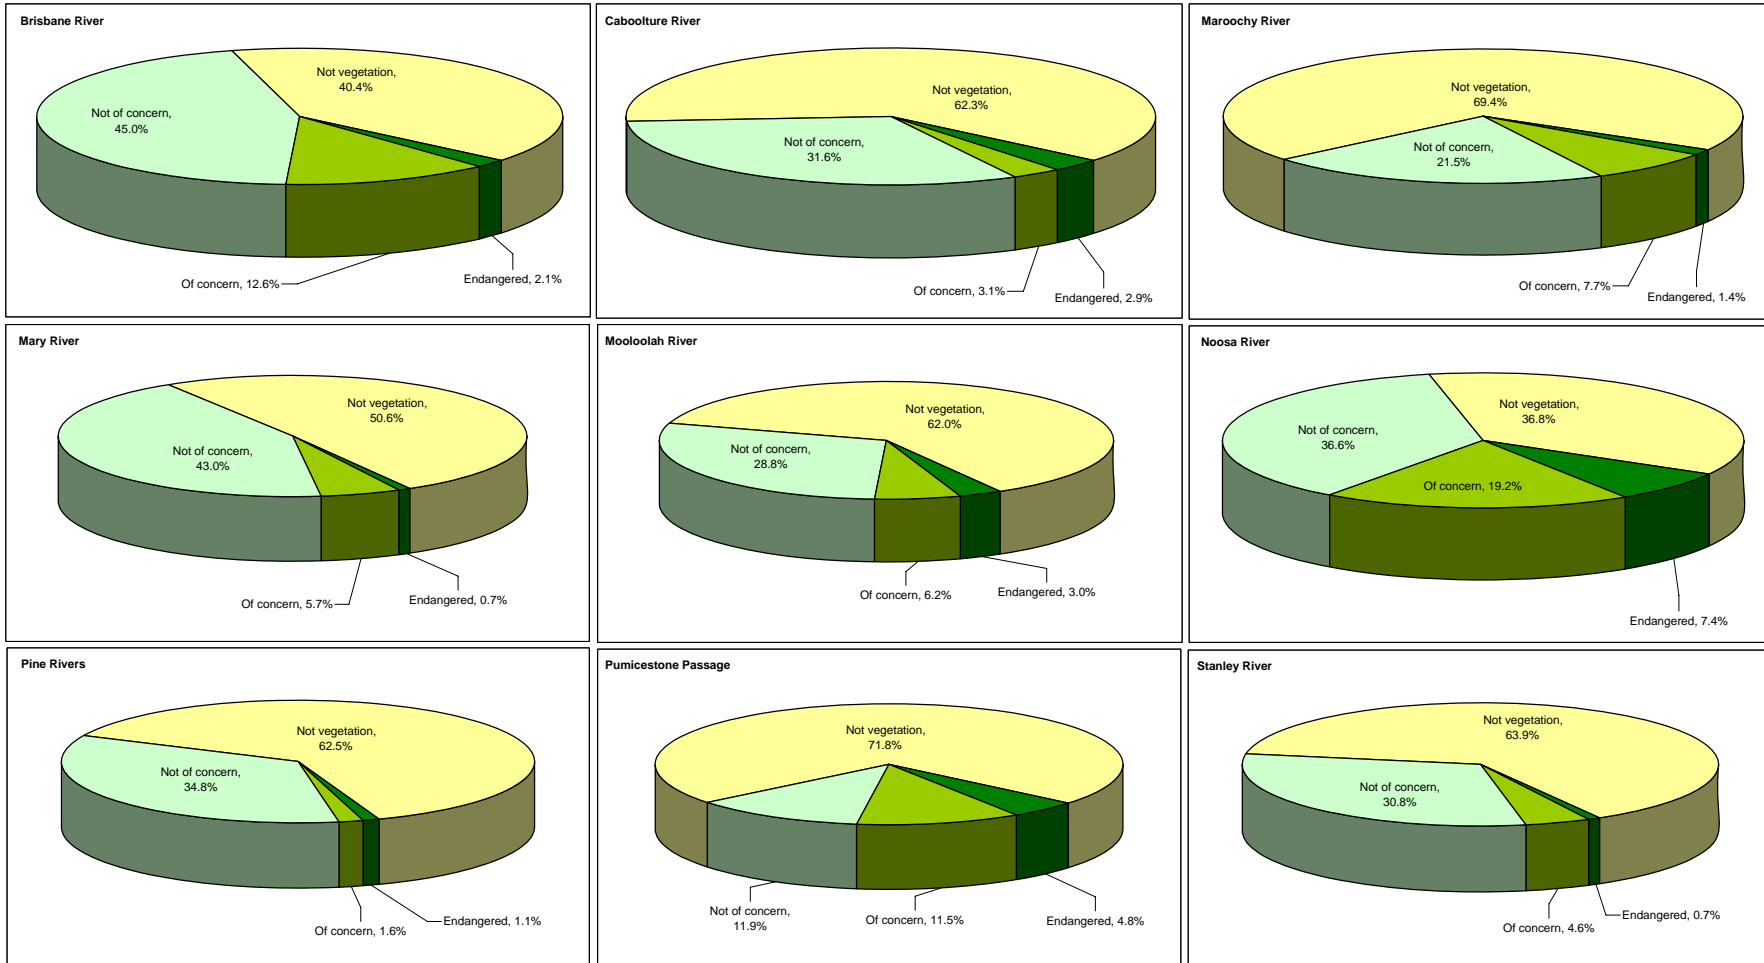 Brisbane River
Not vegetation,
40.4%
Not of concern,
45.0%
Of concern, 12.6%
Endangered, 2.1%
Caboolture River
Not vegetation,
62.3%
Not of concern,
31.6%
Of concern, 3.1%
Endangered, 2.9%
Maroochy River
Not vegetation,
69.4%
Not of concern,
21.5%
Of concern, 7.7%
Endangered, 1.4%
Mary River
Not vegetation,
50.6%
Not of concern,
43.0%
Of concern, 5.7%
Endangered, 0.7%
Mooloolah River
Not vegetation,
62.0%
Not of concern,
28.8%
Of concern, 6.2%
Endangered, 3.0%
Noosa River
Not vegetation,
36.8%
Not of concern,
36.6%
Of concern, 19.2%
Endangered, 7.4%
Pine Rivers
Not vegetation,
62.5%
Not of concern,
34.8%
Of concern, 1.6%
Endangered, 1.1%
Pumicestone Passage
Not vegetation,
71.8%
Not of concern,
11.9%
Of concern, 11.5%
Endangered, 4.8%
Stanley River
Not vegetation,
63.9%
Not of concern,
30.8%
Of concern, 4.6%
Endangered, 0.7%